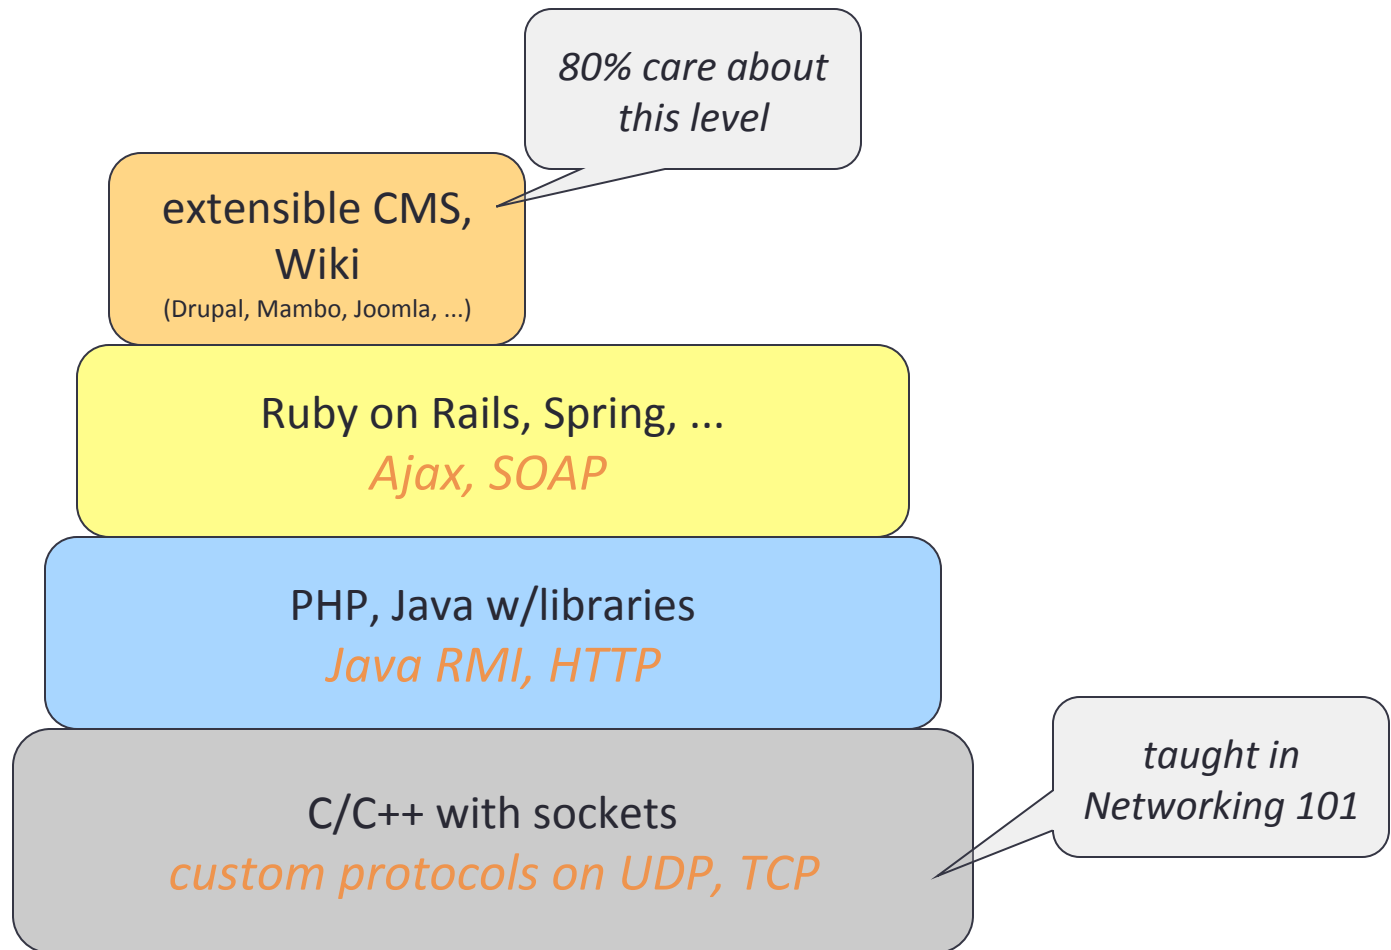 80% care about
this level
extensible CMS,
Wiki
(Drupal, Mambo, Joomla, ...)
Ruby on Rails, Spring, ...
Ajax, SOAP
PHP, Java w/libraries
Java RMI, HTTP
taught in
Networking 101
C/C++ with sockets
custom protocols on UDP, TCP